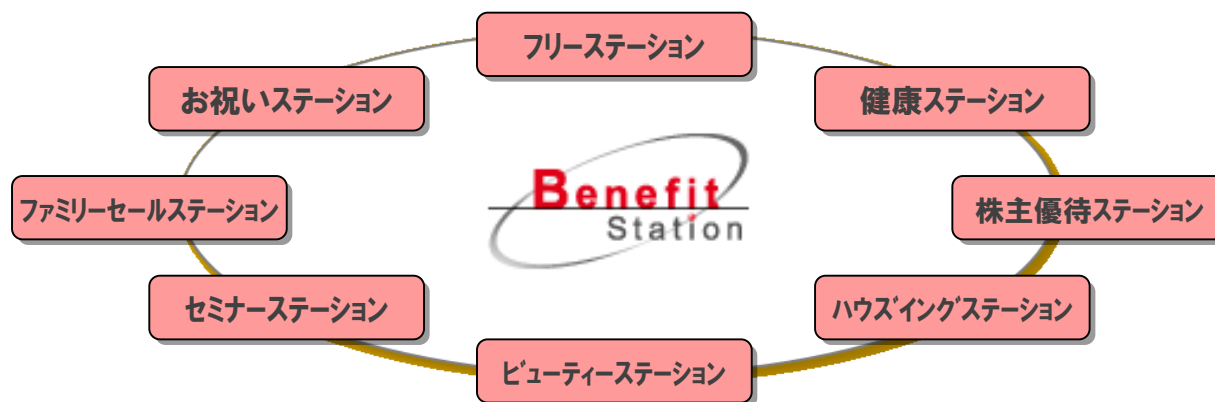 フリーステーション
お祝いステーション
健康ステーション
ファミリーセールステーション
Benefit
Station
株主優待ステーション
セミナーステーション
ハウズイングステーション
ビューティーステーション